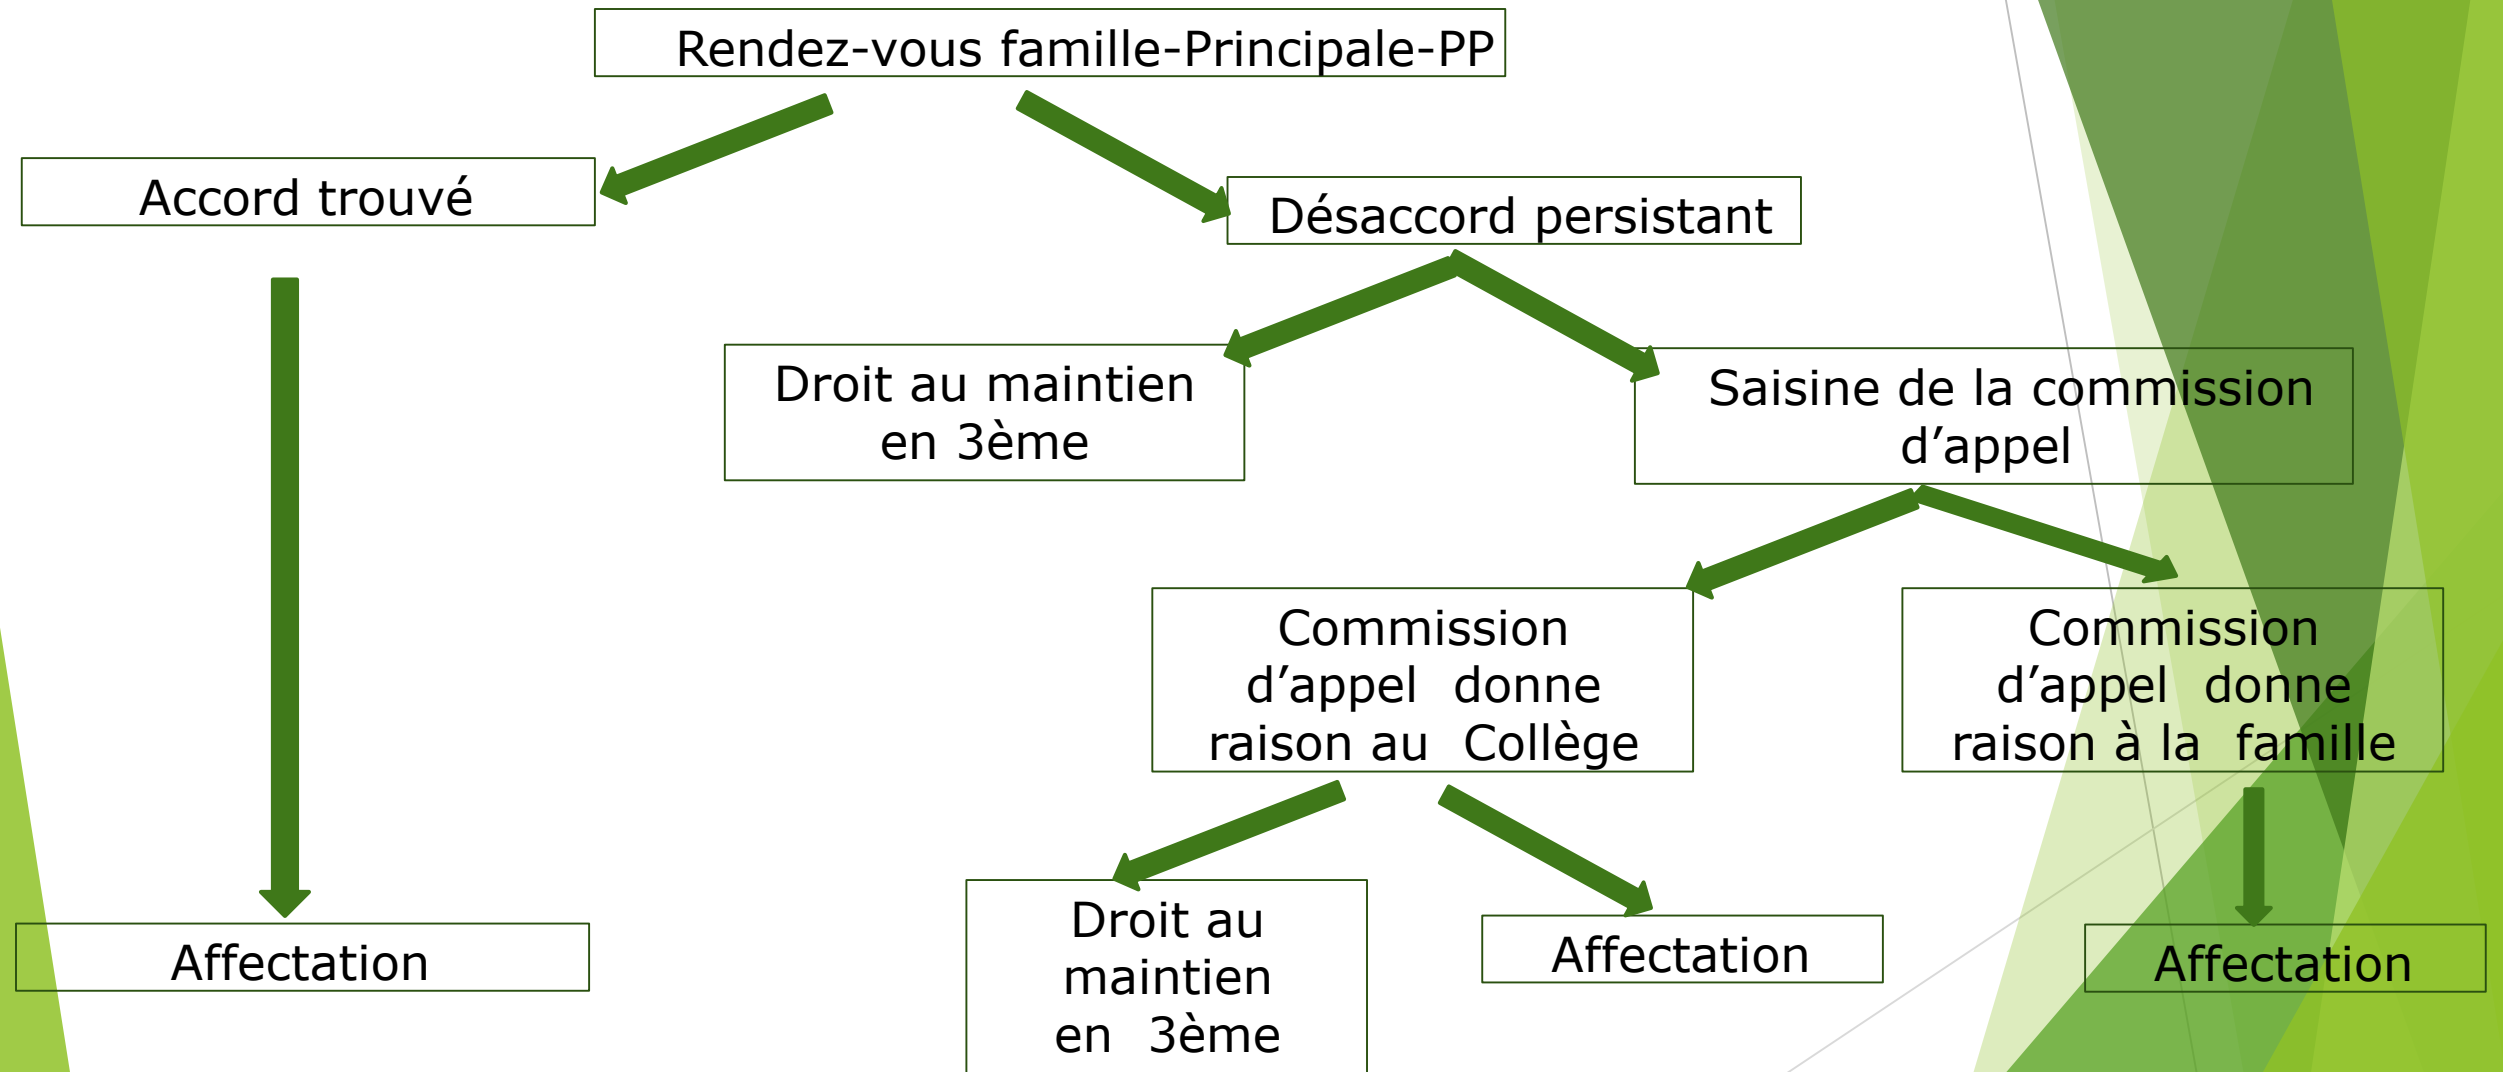 Rendez-vous famille-Principale-PP
Accord trouvé
Désaccord persistant
Droit au maintien
en 3ème
Saisine de la commission
d’appel
Commission
d’appel  donne
raison au  Collège
Commission
d’appel  donne
raison à la  famille
Affectation
Droit au
maintien
en  3ème
Affectation
Affectation